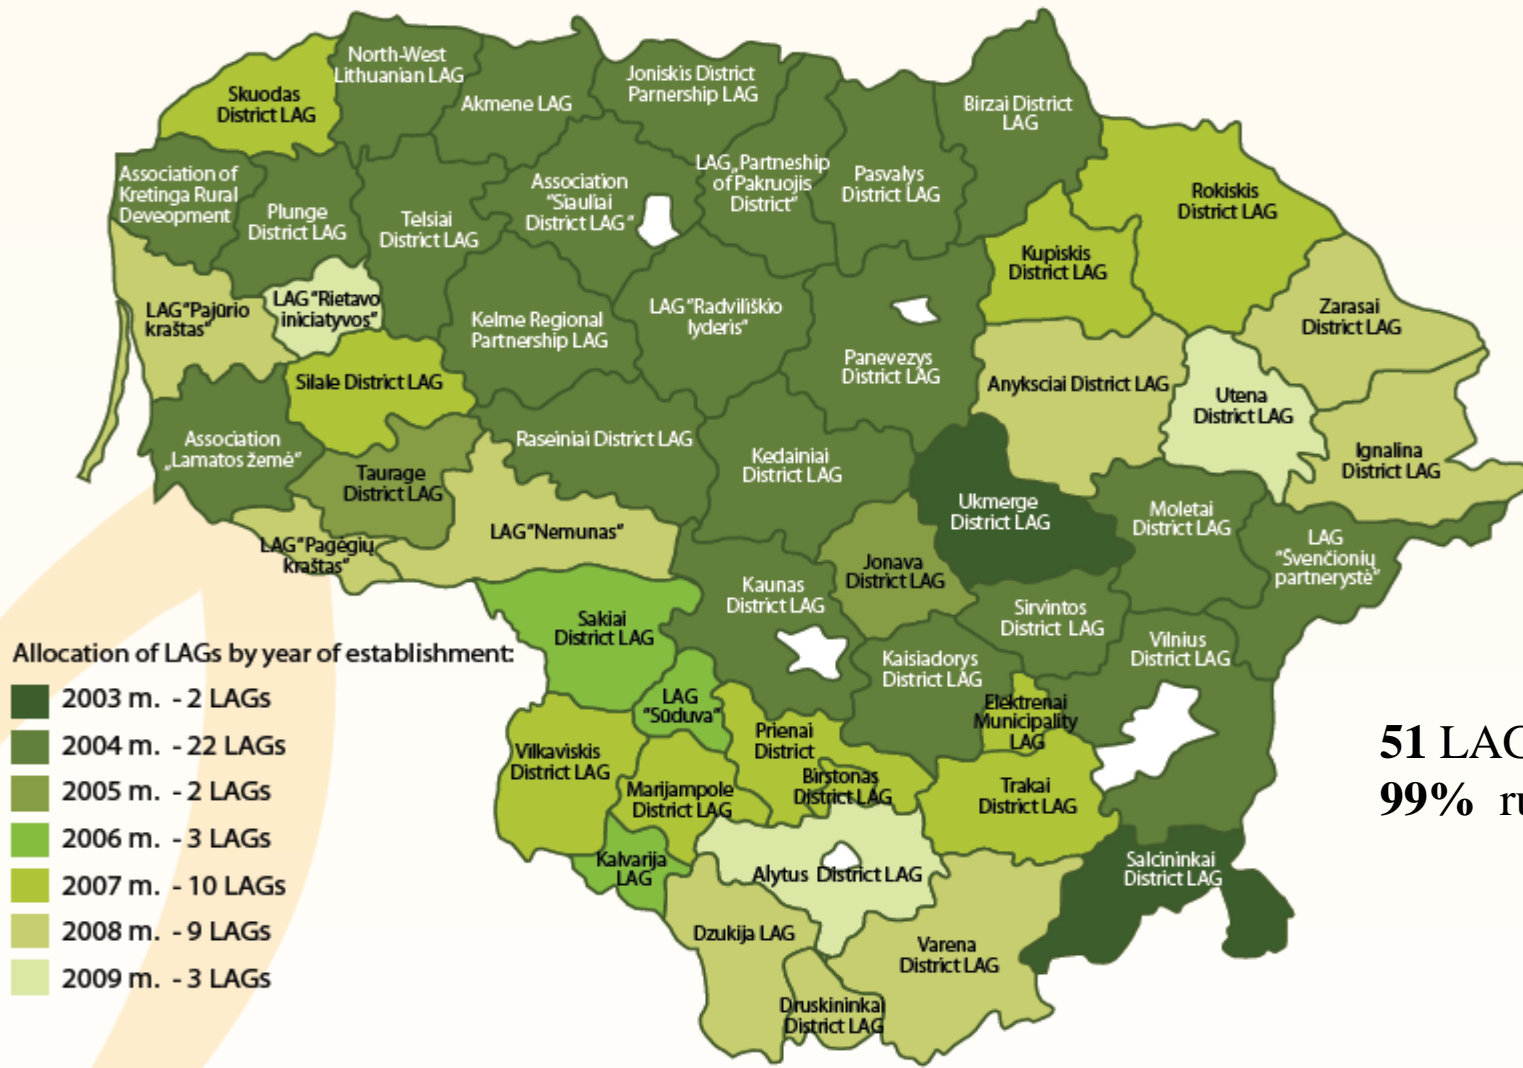 North-West
Lithuanian LAG
Skuodas
District LAG
Akmene LAG
Joniskis District
Parnership LAG
Birzai District
LAG
Association of
Kretinga Rural
Deveopment
Plunge
District LAG
Telsiai
District LAG
Association
"Siauliai
District LAG"
LAG „Partneship
of Pakruojis
District"
Pasvalys
District LAG
Rokiskis
District LAG
Kupiskis
District LAG
LAG "Pajūrio
kraštas"
LAG "Rietavo
iniciatyvos"
Kelme Regional
Partnership LAG
LAG "Radviliškio
lyderis"
Panevezys
District LAG
Zarasai
District LAG
Silale District LAG
Anyksciai District LAG
Utena
District LAG
Association
„Lamatos žemė"
Taurage
District LAG
Raseiniai District LAG
Kedainiai
District LAG
Ignalina
District LAG
LAG "Pagėgių
kraštas"
LAG "Nemunas"
Ukmerge
District LAG
Moletai
District LAG
LAG
"Švenčionių
partnerystė"
Jonava
District LAG
Kaunas
District LAG
Sakiai
District LAG
Sirvintos
District LAG
Vilnius
District LAG
Kaisiadorys
District LAG
LAG
"Sūduva"
Elektrenai
Municipality
LAG
Prienai
District
Vilkaviskis
District LAG
Marijampole
District LAG
Birstonas
District LAG
Trakai
District LAG
Kalvarija
LAG
Alytus District LAG
Salcininkai
District LAG
Dzukija LAG
Varena
District LAG
Druskininkai
District LAG
Allocation of LAGs by year of establishment:
2003 m. - 2 LAGs
2004 m. - 22 LAGs
2005 m. - 2 LAGs
2006 m. - 3 LAGs
2007 m. - 10 LAGs
2008 m. - 9 LAGs
2009 m. - 3 LAGs
51
99%